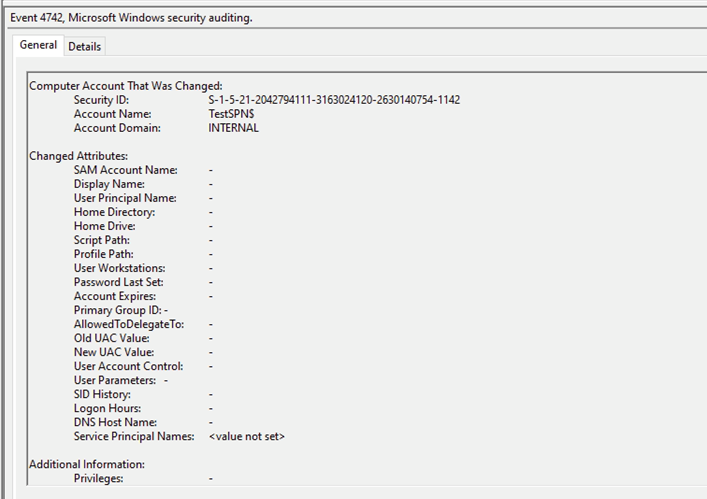 Event 4742, Microsoft Windows security auditing.
General Details
Computer Account That Was Changed:
Security ID: S-1-5-21-2042794111-3163024120-2630140754-1142
Account Name: TestSPN$
Account Domain: INTERNAL
Changed Attributes:
SAM Account Name: -
Display Name: -
User Principal Name: -
Home Directory: -
Home Drive: -
Script Path: -
Profile Path: -
User Workstations: -
Password Last Set: -
Account Expires: -
Primary Group ID: -
AllowedToDelegateTo: -
Old UAC Value: -
New UAC Value: -
User Account Control: -
User Parameters: -
SID History: -
Logon Hours: -
DNS Host Name: -
Service Principal Names: <value not set>
Additional Information:
Privileges: -